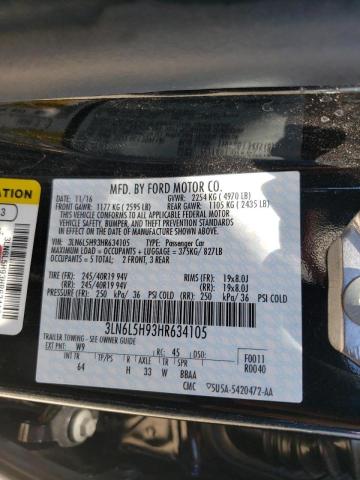 MFD. BY FORD MOTOR CO.
11/16 GVWR: 2254 KG ( 4970 LB)
FRONT GAWR: 1177 KG ( 2595 LB) REAR GAWR: 1105 KG ( 2435 LB)
THIS VEHICLE CONFORMS TO ALL APPLICABLE FEDERAL MOTOR VEHICLE
SAFETY, BUMPER, AND THEFT PREVENTION STANDARDS IN EFFECT
ON THE DATE OF MANUFACTURE SHOWN ABOVE.
VIN: 3LN6L5H93HR634105 TYPE: Passenger Car
MAXIMUM LOAD = OCCUPANTS + LUGGAGE = 375KG/ 827LB
OCCUPANTS = 5 TOTAL: 2 FRONT, 3 REAR
TIRE (FR): 245/40R19 94V RIMS (FR): 19x8.0J
(RR): 245/40R19 94V (RR): 19x8.0J
PRESSURE (FR) 250 kPa/ 36 PSI COLD (RR) 250 kPa/ 36 PSI COLD
3LN6L5H93HR634105
TRAILER TOWING - SEE OWNER GUIDE
EXT PNT: W9 RC: 45 DSO: F0011
R0040
INT TR TP/PS R AXLE TR SPR
64 H 33 W BBAA
CMC 5U5A-5420472-AA
ATION